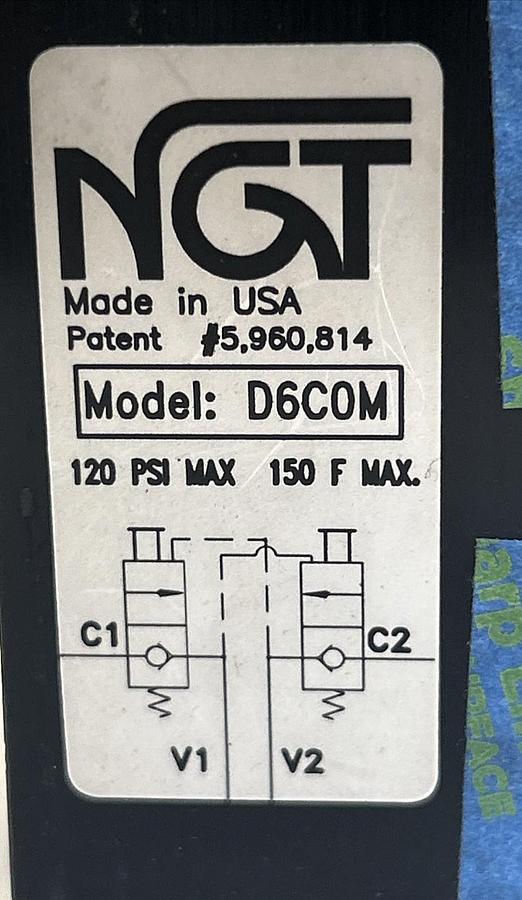 NGT
Made in USA
Patent #5,960,814
Model: D6C0M
120 PSI MAX 150 F MAX.
C1 C2
V1 V2